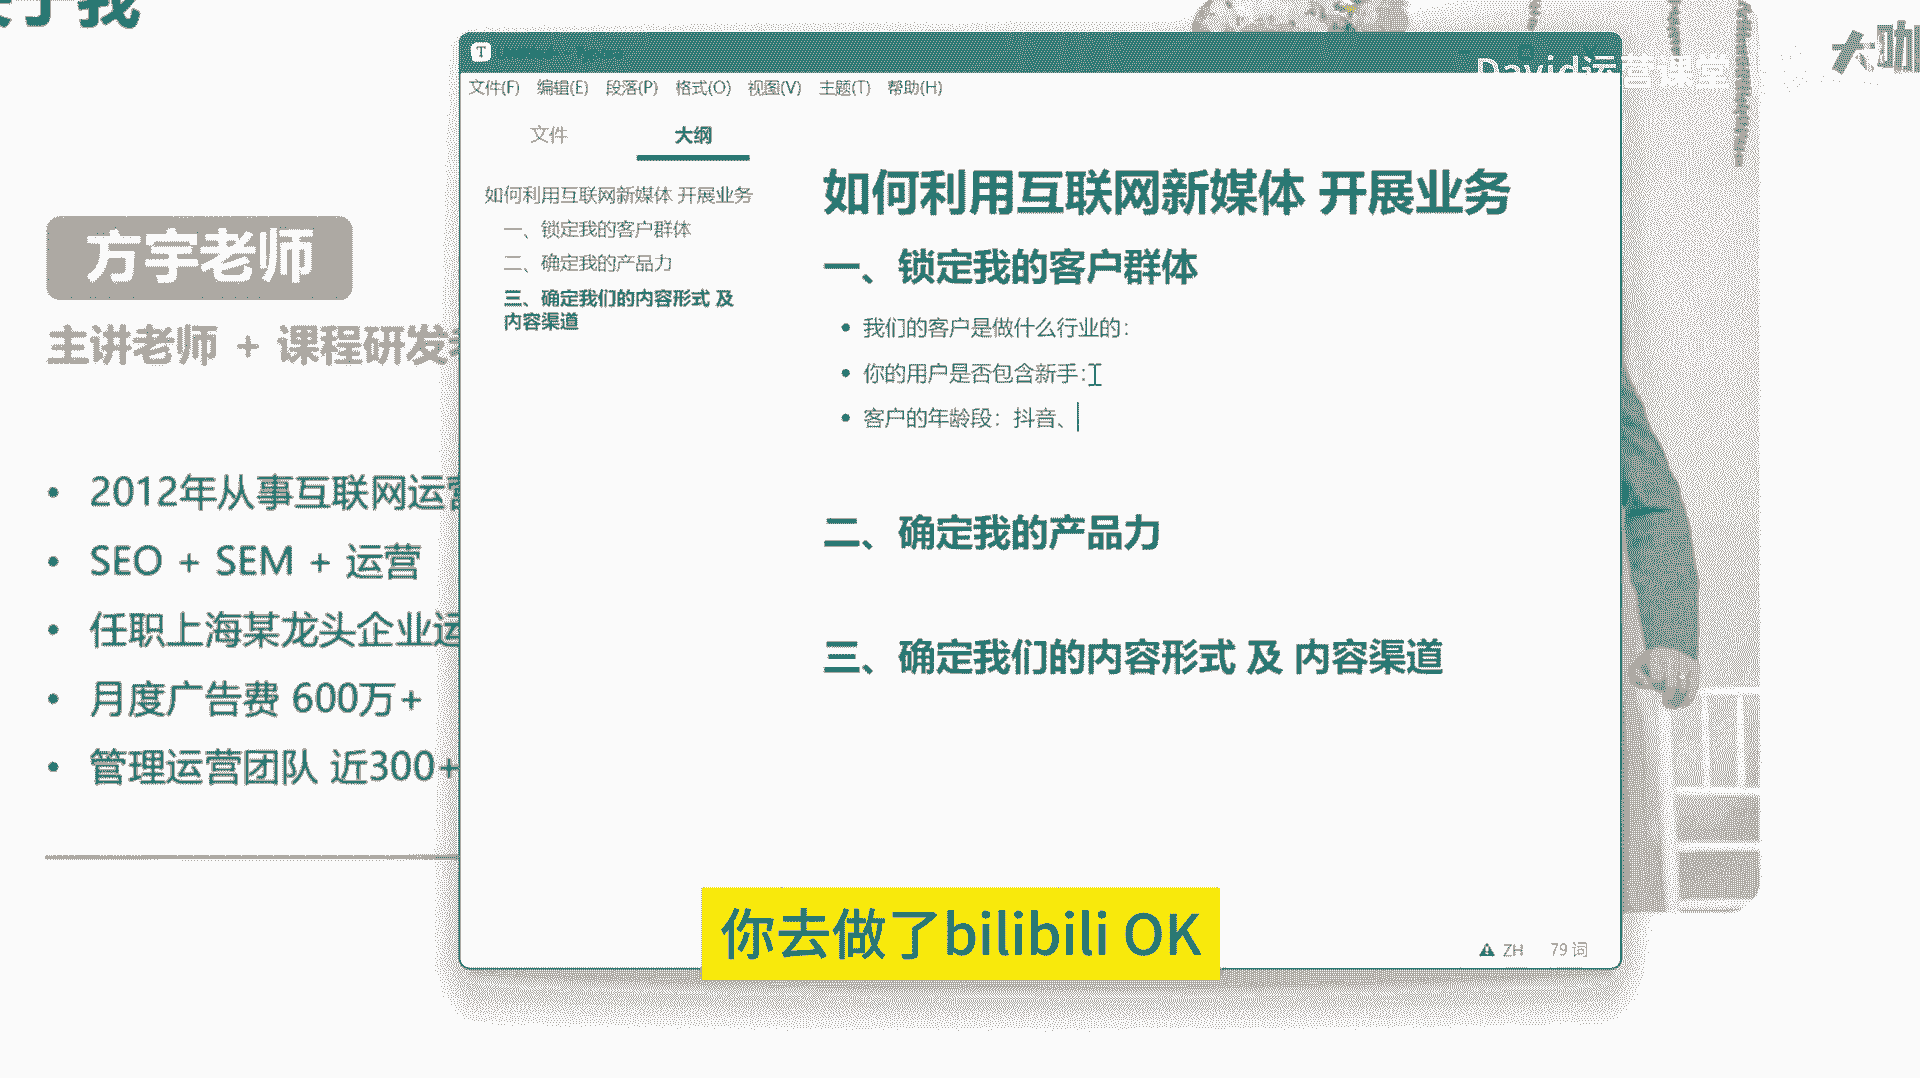 于我
方宇老师
主讲老师 + 课程研发
2012年从事互联网运营
SEO + SEM + 运营
任职上海某龙头企业运
月度广告费 600万+
管理运营团队 近300+
T
文件(F) 编辑(E) 段落(P) 格式(O) 视图(V) 主题(T) 帮助(H)
文件 大纲
如何利用互联网新媒体 开展业务
一、锁定我的客户群体
二、确定我的产品力
三、确定我们的内容形式 及
内容渠道
如何利用互联网新媒体 开展业务
一、锁定我的客户群体
我们的客户是做什么行业的：
你的用户是否包含新手：
客户的年龄段：抖音、
二、确定我的产品力
三、确定我们的内容形式 及 内容渠道
ZH 79 词
David运营课堂
大咖
你去做了bilibili OK